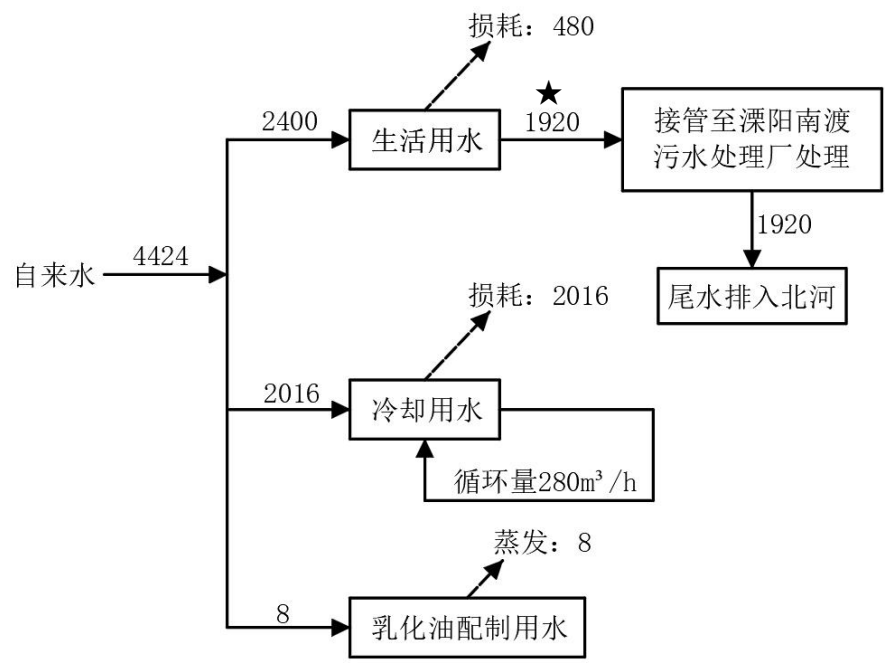 损耗：480
★
2400
生活用水
1920
接管至溧阳南渡
污水处理厂处理
1920
自来水
4424
尾水排入北河
损耗：2016
2016
冷却用水
循环量280m³/h
蒸发：8
8
乳化油配制用水